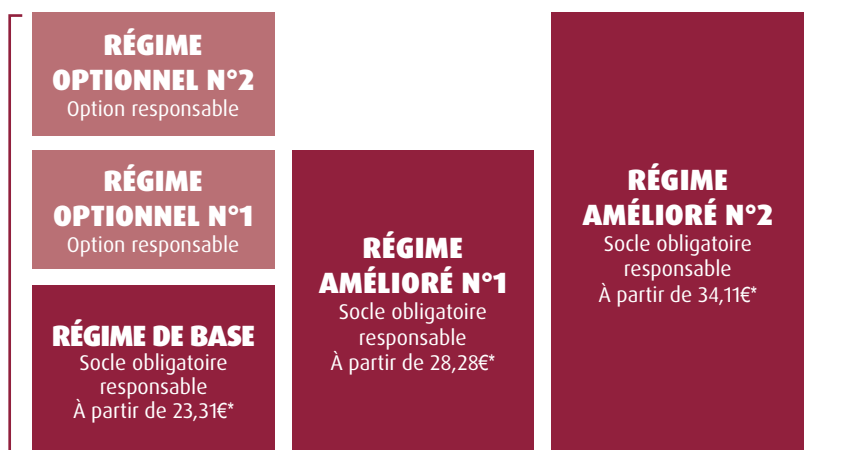 RÉGIME
OPTIONNEL N°2
Option responsable
RÉGIME
OPTIONNEL N°1
Option responsable
RÉGIME DE BASE
Socle obligatoire
responsable
À partir de 23,31€*
RÉGIME
AMÉLIORÉ N°1
Socle obligatoire
responsable
À partir de 28,28€*
RÉGIME
AMÉLIORÉ N°2
Socle obligatoire
responsable
À partir de 34,11€*